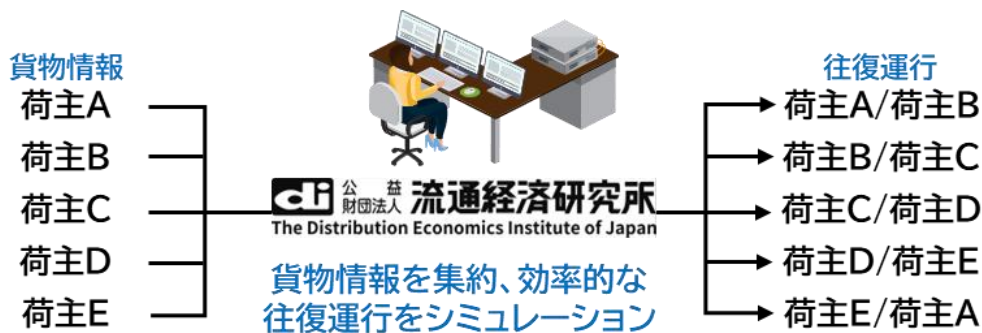 貨物情報
荷主A
荷主B
荷主C
荷主D
荷主E
di 公益財団法人 流通経済研究所
The Distribution Economics Institute of Japan
貨物情報を集約、効率的な
往復運行をシミュレーション
往復運行
荷主A/荷主B
荷主B/荷主C
荷主C/荷主D
荷主D/荷主E
荷主E/荷主A